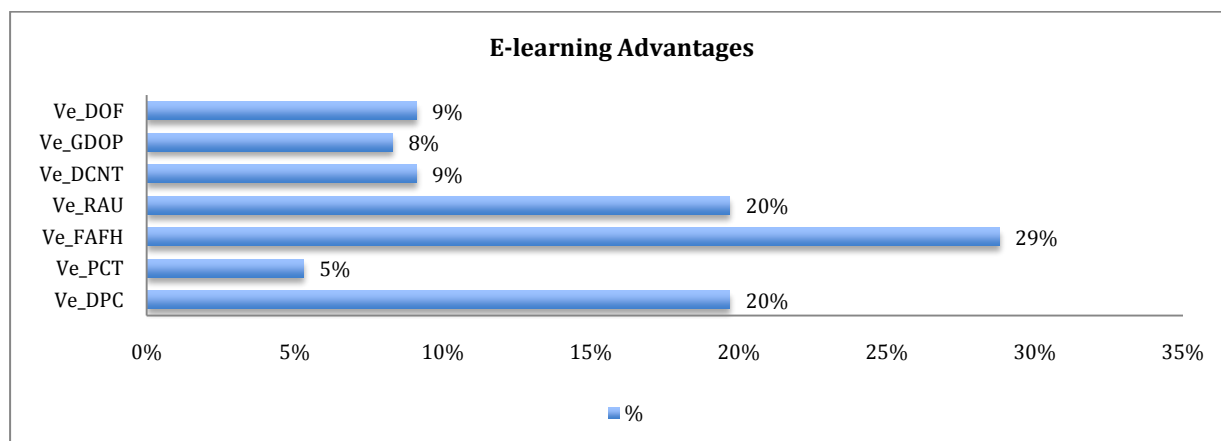 E-learning Advantages
Ve_DOF 9%
Ve_GDOP 8%
Ve_DCNT 9%
Ve_RAU 20%
Ve_FAFH 29%
Ve_PCT 5%
Ve_DPC 20%
0% 5% 10% 15% 20% 25% 30% 35%
%